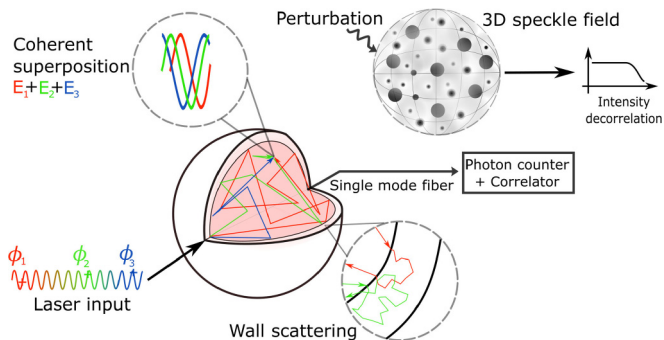 Perturbation
3D speckle field
Coherent
superposition
E1+E2+E3
Intensity
decorrelation
Photon counter
+ Correlator
Single mode fiber
ϕ1
ϕ2
ϕ3
Laser input
Wall scattering